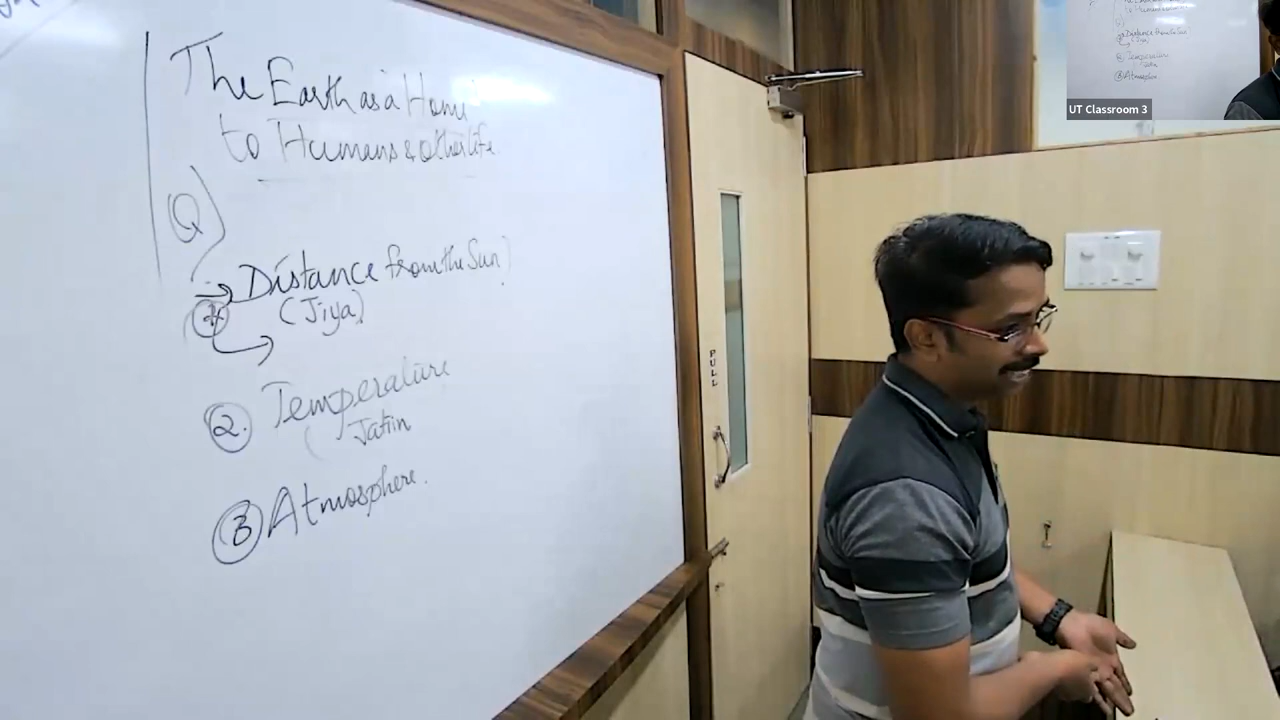 The Earth as a Home
to Humans & other life
Q)
→ Distance from the Sun)
(Jiya)
2. Temperature
(Jatin
3 Atmosphere.
PULL
UT Classroom 3